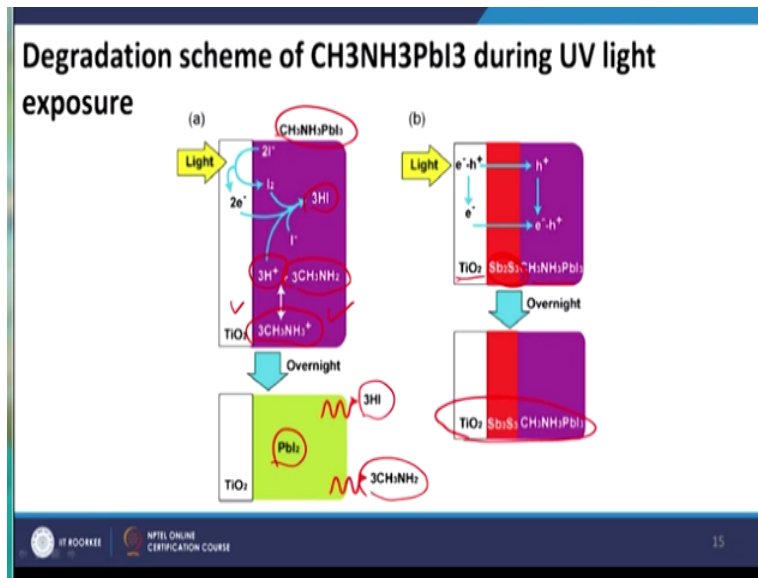 Degradation scheme of CH3NH3PbI3 during UV light
exposure
(a)
CH₃NH₃PbI₃
Light
2I⁻
I₂
2e⁻
3HI
I⁻
3H⁺
3CH₃NH₂
TiO₂
3CH₃NH₃⁺
Overnight
3HI
PbI₂
TiO₂
3CH₃NH₂
(b)
Light
e⁻-h⁺
h⁺
e⁻
e⁻-h⁺
TiO₂ Sb₂S₃ CH₃NH₃PbI₃
Overnight
TiO₂ Sb₂S₃ CH₃NH₃PbI₃
IIT ROORKEE
NPTEL ONLINE
CERTIFICATION COURSE
15